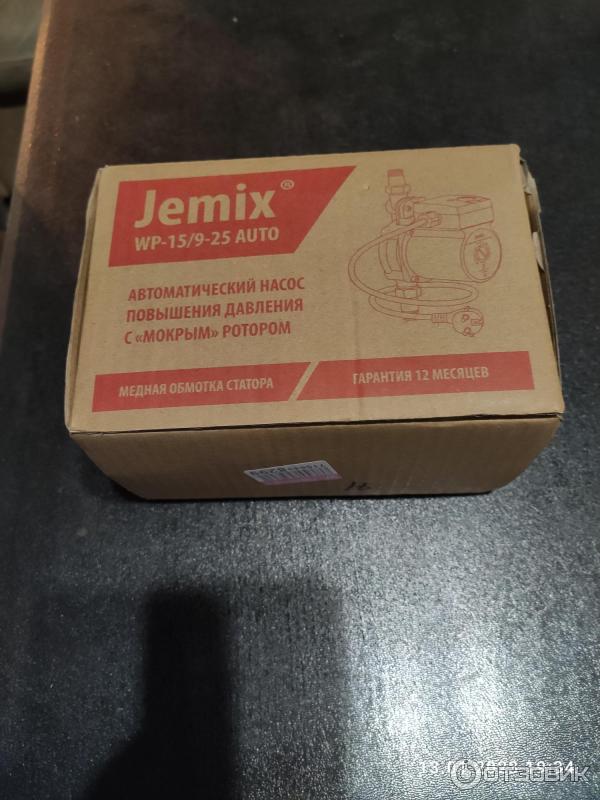 Jemix®
WP-15/9-25 AUTO
АВТОМАТИЧЕСКИЙ НАСОС
ПОВЫШЕНИЯ ДАВЛЕНИЯ
С «МОКРЫМ» РОТОРОМ
МЕДНАЯ ОБМОТКА СТАТОРА
ГАРАНТИЯ 12 МЕСЯЦЕВ
ОТЗОВИК